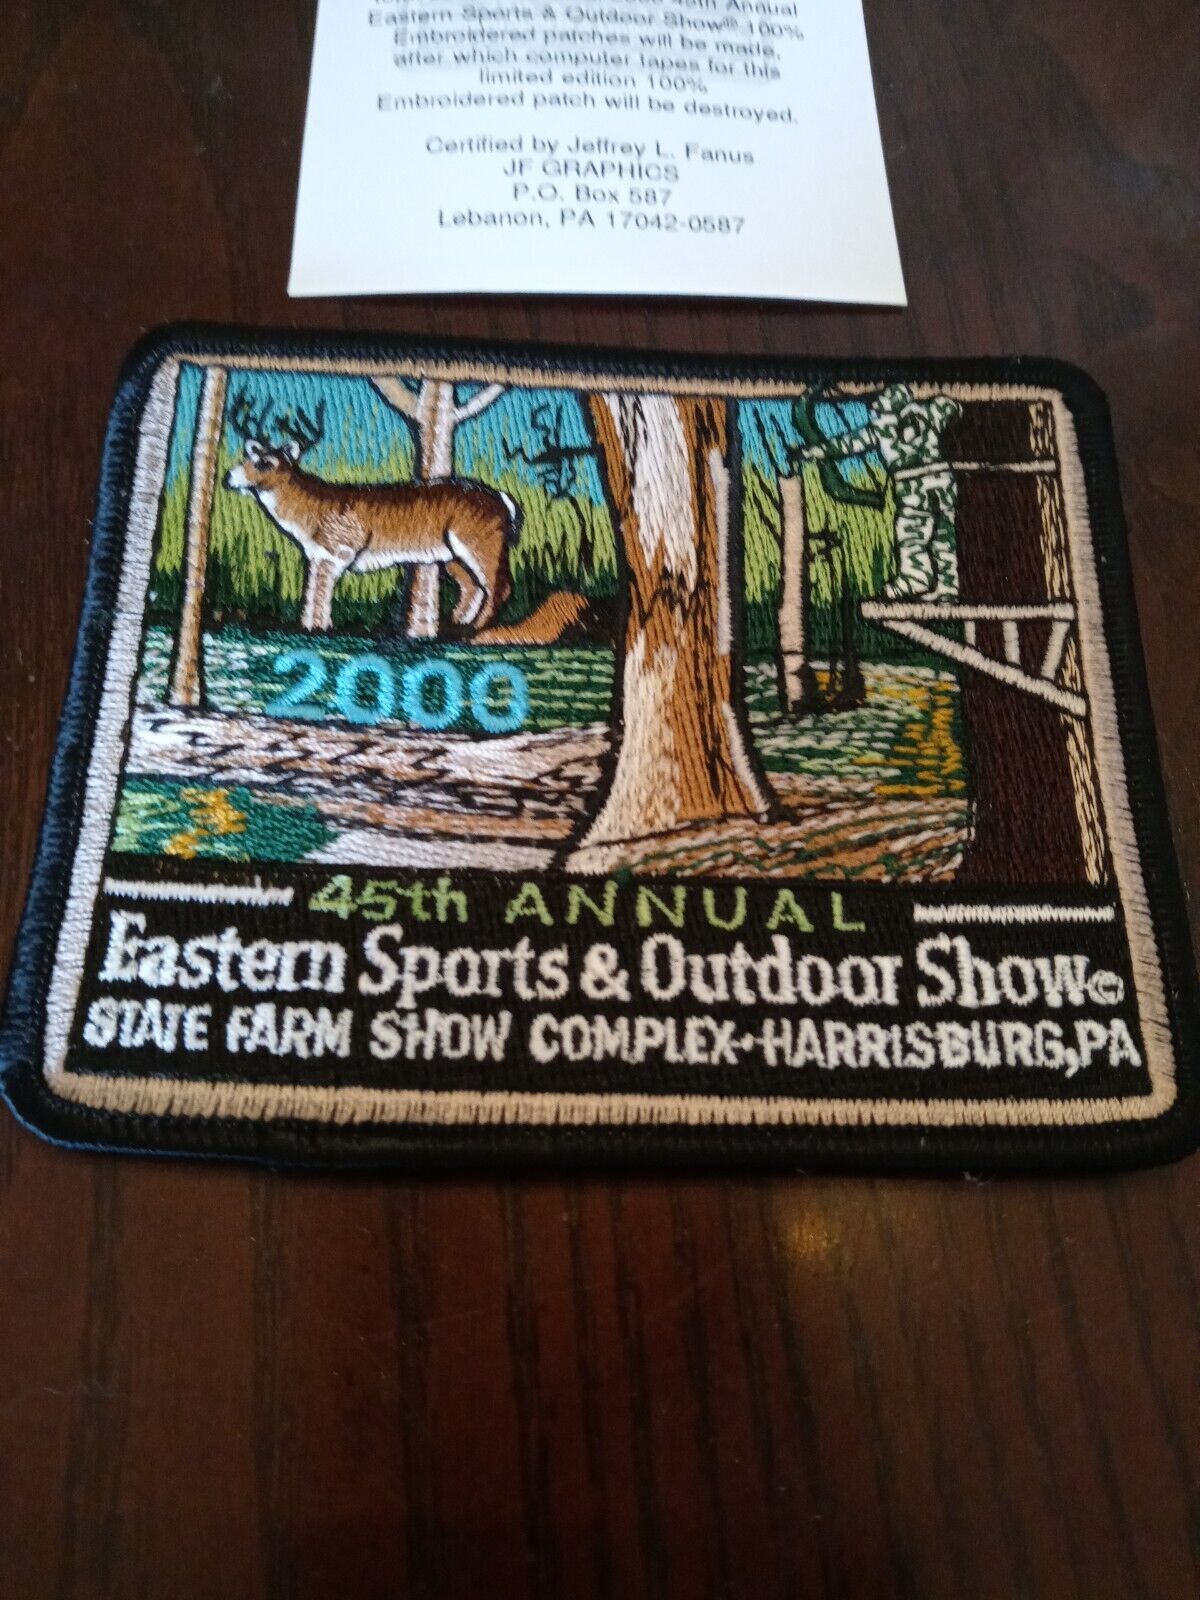 45th Annual
Eastern Sports & Outdoor Show® 100%
Embroidered patches will be made,
after which computer tapes for this
limited edition 100%
Embroidered patch will be destroyed.
Certified by Jeffrey L. Fanus
JF GRAPHICS
P.O. Box 587
Lebanon, PA 17042-0587
2000
45th ANNUAL
Eastern Sports & Outdoor Show©
STATE FARM SHOW COMPLEX•HARRISBURG,PA